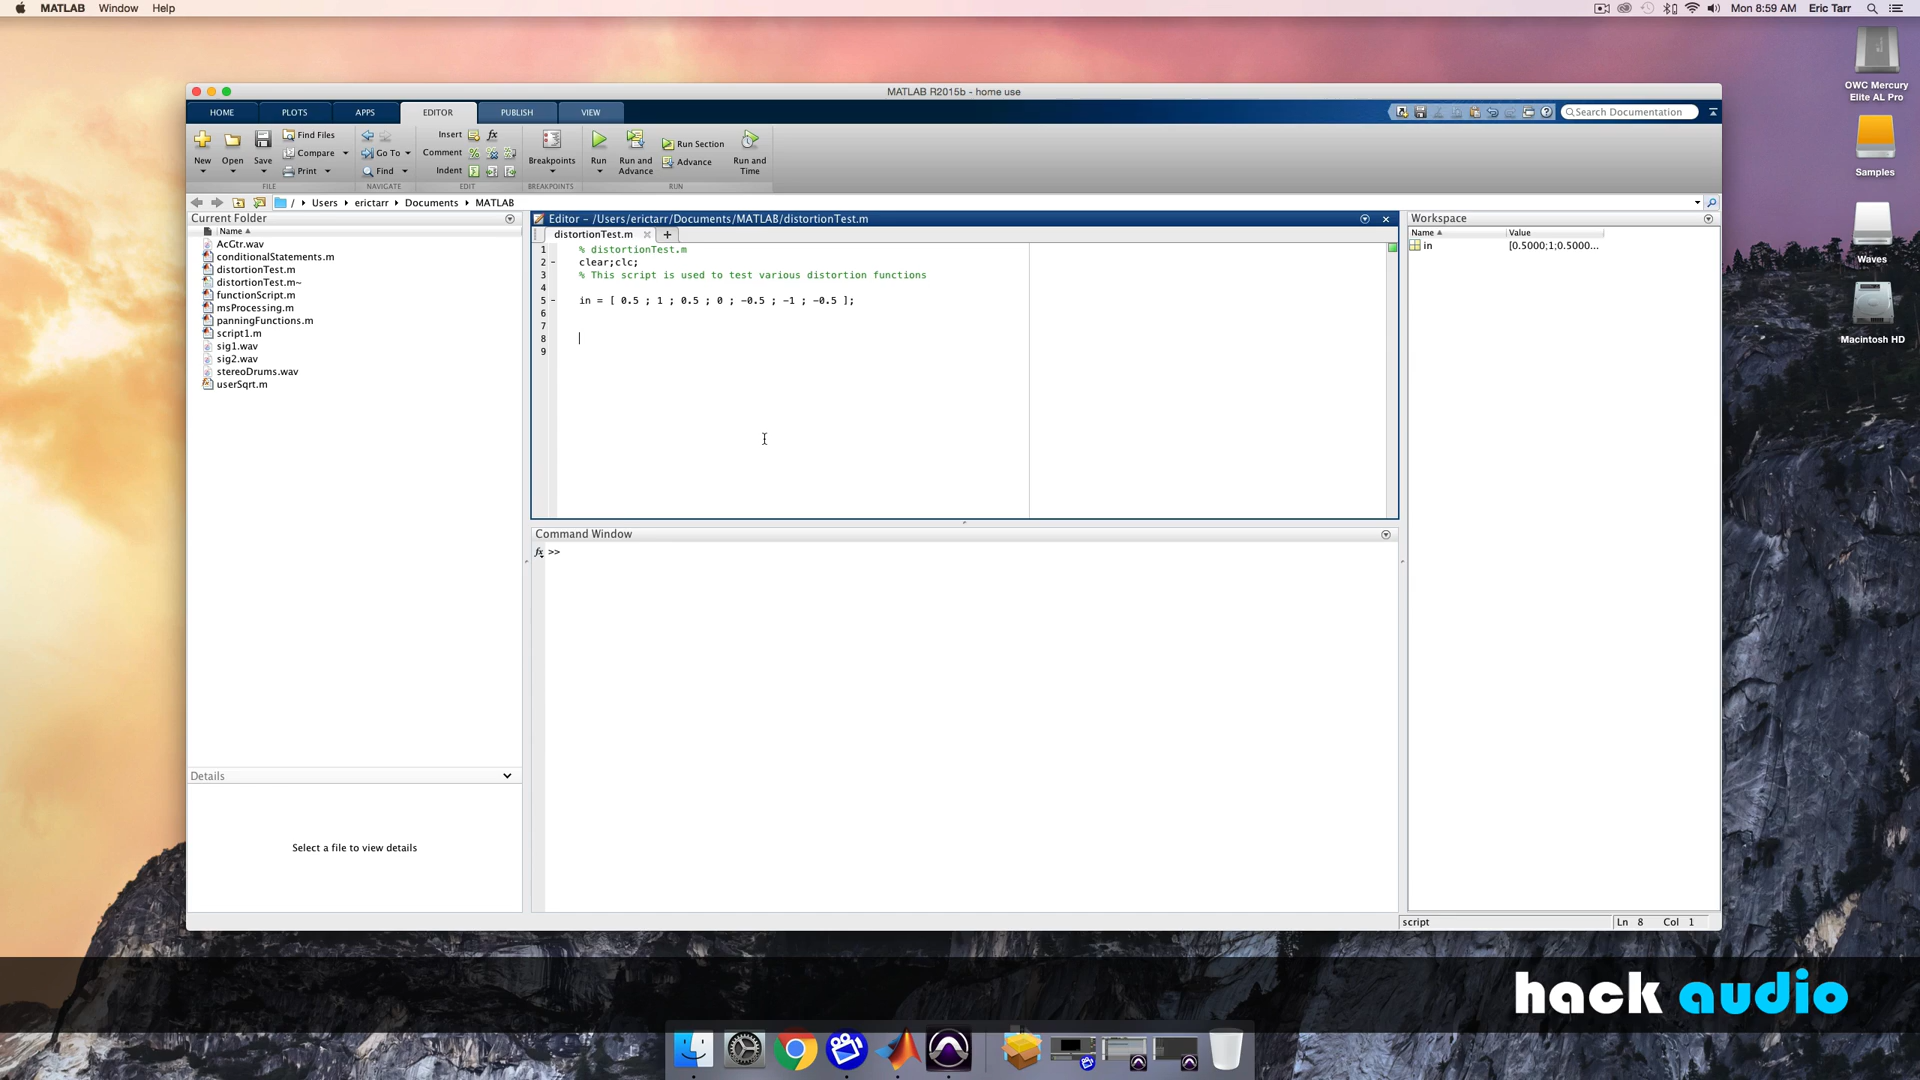 MATLAB Window Help
Mon 8:59 AM Eric Tarr
OWC Mercury
Elite AL Pro
Samples
Waves
Macintosh HD
MATLAB R2015b - home use
HOME PLOTS APPS EDITOR PUBLISH VIEW
Search Documentation
New Open Save
Find Files
Compare
Print
FILE
Go To
Find
NAVIGATE
Insert
Comment
Indent
EDIT
Breakpoints
BREAKPOINTS
Run
Run and
Advance
Run Section
Advance
Run and
Time
RUN
/ Users erictarr Documents MATLAB
Current Folder
Name
AcGtr.wav
conditionalStatements.m
distortionTest.m
distortionTest.m~
functionScript.m
msProcessing.m
panningFunctions.m
script1.m
sig1.wav
sig2.wav
stereoDrums.wav
userSqrt.m
Details
Select a file to view details
Editor – /Users/erictarr/Documents/MATLAB/distortionTest.m
distortionTest.m
1 % distortionTest.m
2 – clear;clc;
3 % This script is used to test various distortion functions
4
5 – in = [ 0.5 ; 1 ; 0.5 ; 0 ; -0.5 ; -1 ; -0.5 ];
6
7
8
9
Command Window
fx >>
Workspace
Name Value
in [0.5000;1;0.5000...
script Ln 8 Col 1
hack audio